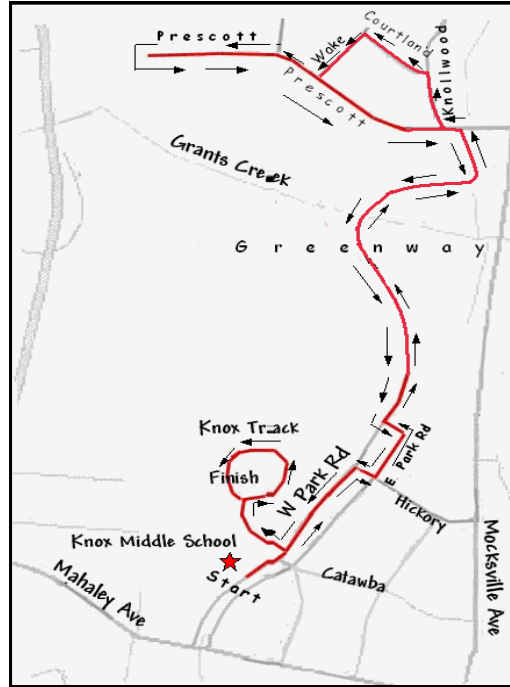 Prescott
Courtland
Wake
Knollwood
Prescott
Grants Creek
Greenway
Knox Track
Finish
W Park Rd
E Park Rd
Hickory
Knox Middle School
Start
Catawba
Mahaley Ave
Mocksville Ave